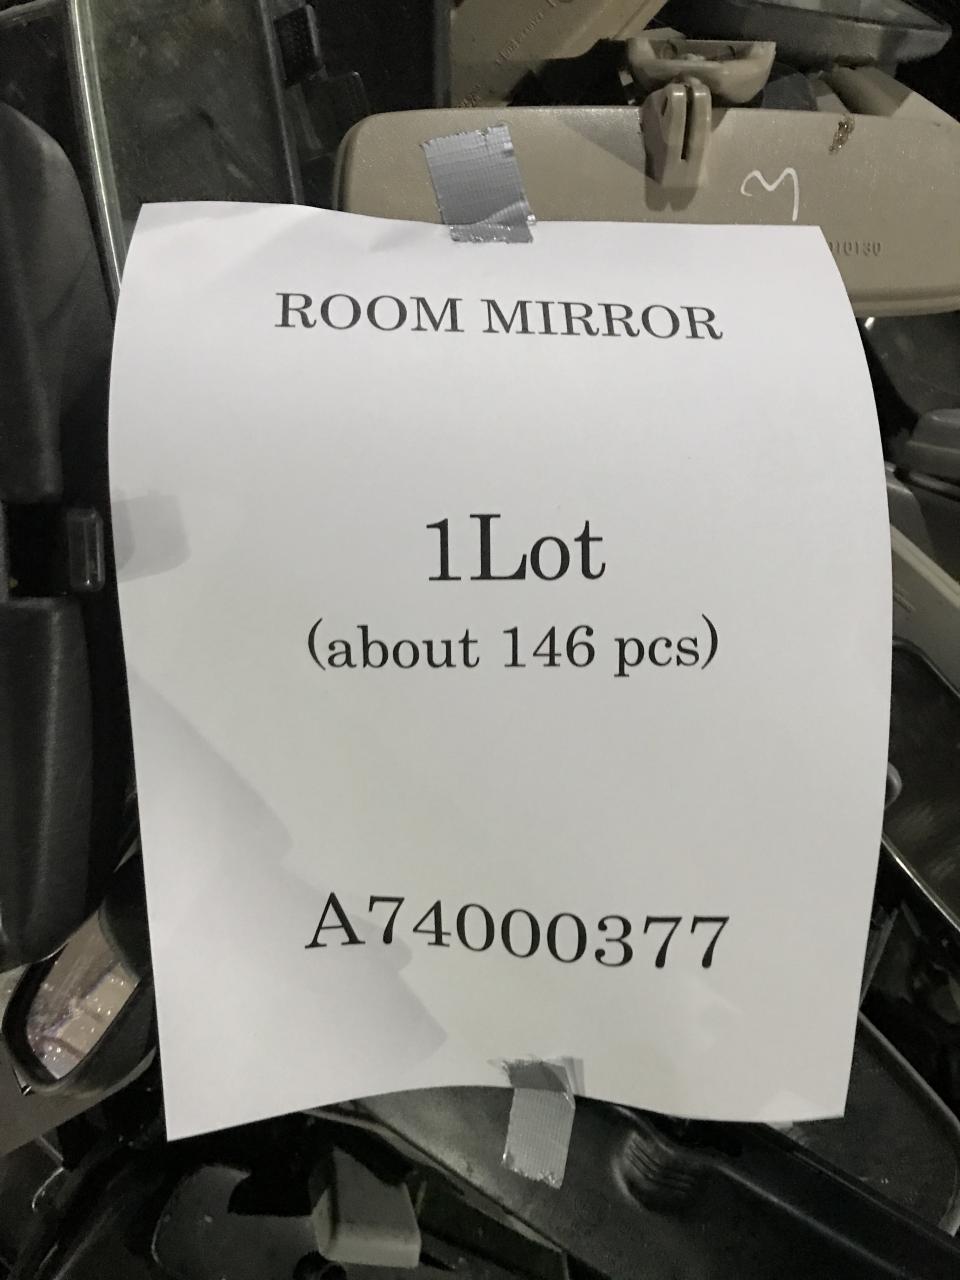 ROOM MIRROR
1Lot
(about 146 pcs)
A74000377